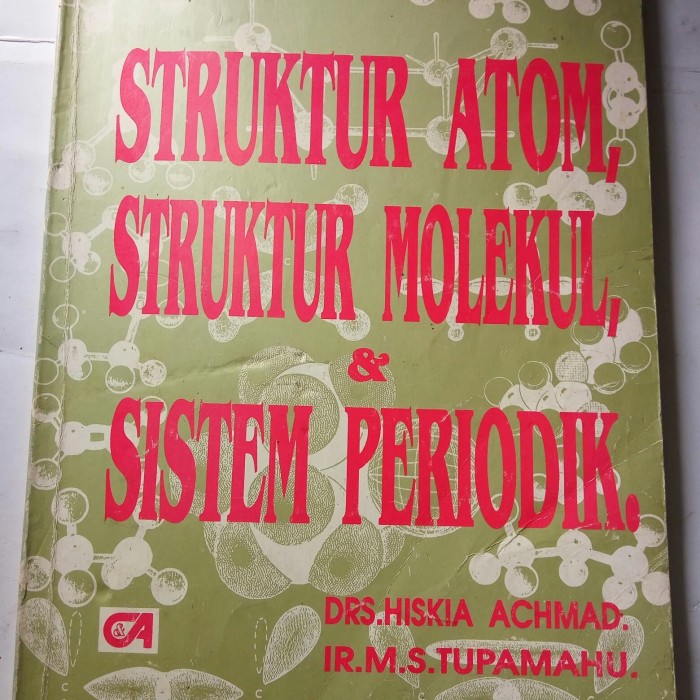 STRUKTUR ATOM,
STRUKTUR MOLEKUL,
&
SISTEM PERIODIK.
DRS.HISKIA ACHMAD.
IR.M.S.TUPAMAHU.
C&A